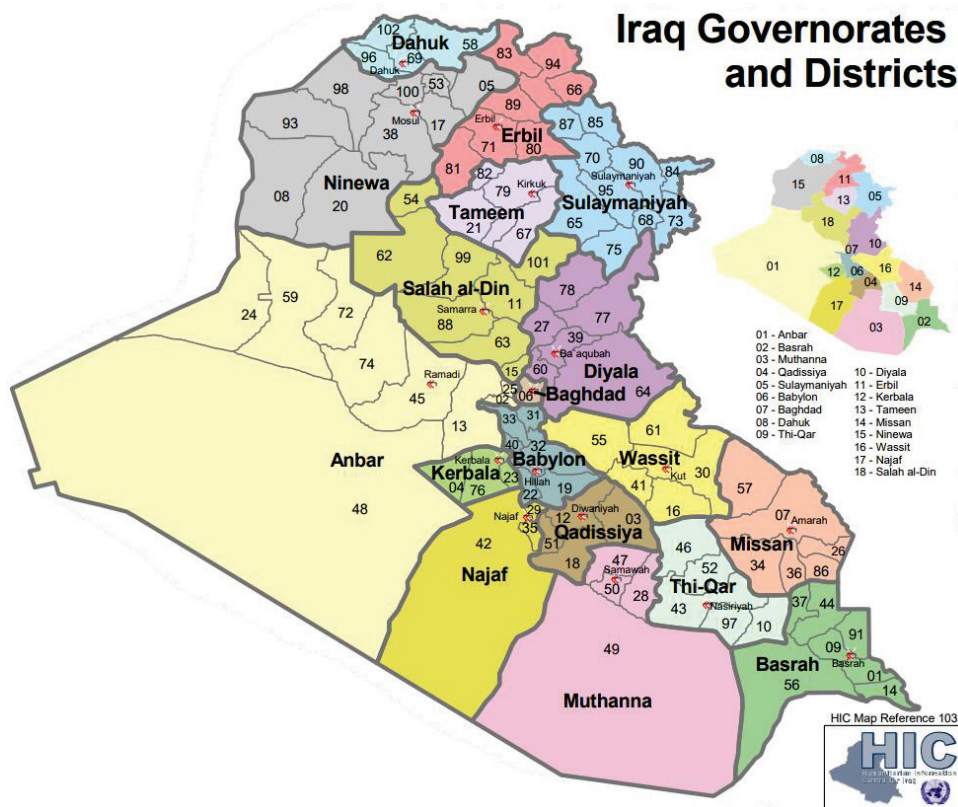 Iraq Governorates
and Districts
102
Dahuk
58
96
69
Dahuk
83
94
98
100
53
05
66
Mosul
89
93
17
38
Erbil
Erbil
87
85
71
80
81
82
70
90
84
08
Ninewa
20
54
79
Kirkuk
Sulaymaniyah
95
Sulaymaniyah
Tameem
21
67
65
68
73
62
99
101
75
Salah al-Din
78
59
24
72
11
77
Samarra
88
27
39
63
Ba`aqubah
74
15
60
Diyala
Ramadi
45
25
02
06
Baghdad
64
13
33
31
61
55
40
32
Anbar
Kerbala
Babylon
Wassit
Kerbala
Kut
30
04
76
23
Hillah
22
19
41
57
48
29
Najaf
35
12
Diwaniyah
03
16
07
Amarah
42
51
Qadissiya
46
Missan
26
18
47
52
34
36
86
Najaf
Samawah
50
28
Thi-Qar
43
Nasiriyah
97
10
37
44
49
91
09
Basrah
Basrah
56
01
14
Muthanna
08
15
11
13
05
18
07
10
01
12
06
16
04
14
17
09
03
02
01 - Anbar
02 - Basrah
03 - Muthanna
04 - Qadissiya
05 - Sulaymaniyah
06 - Babylon
07 - Baghdad
08 - Dahuk
09 - Thi-Qar
10 - Diyala
11 - Erbil
12 - Kerbala
13 - Tameen
14 - Missan
15 - Ninewa
16 - Wassit
17 - Najaf
18 - Salah al-Din
HIC Map Reference 103
HIC
Humanitarian Information
Centre for Iraq